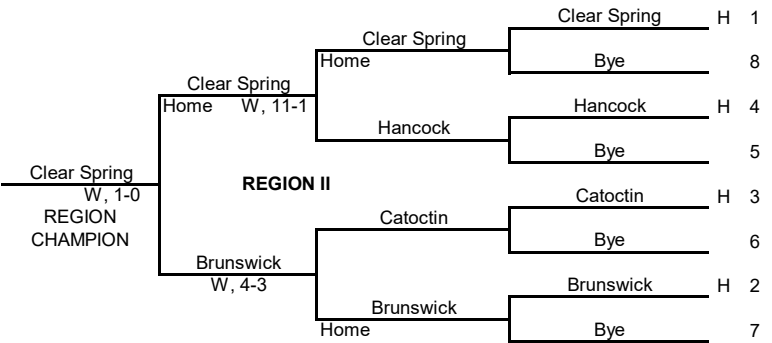 Clear Spring H 1
Clear Spring
Home Bye 8
Clear Spring
Home W, 11-1 Hancock H 4
Hancock
Bye 5
Clear Spring REGION II
W, 1-0 Catoctin H 3
REGION Catoctin
CHAMPION Bye 6
Brunswick
W, 4-3 Brunswick H 2
Brunswick
Home Bye 7